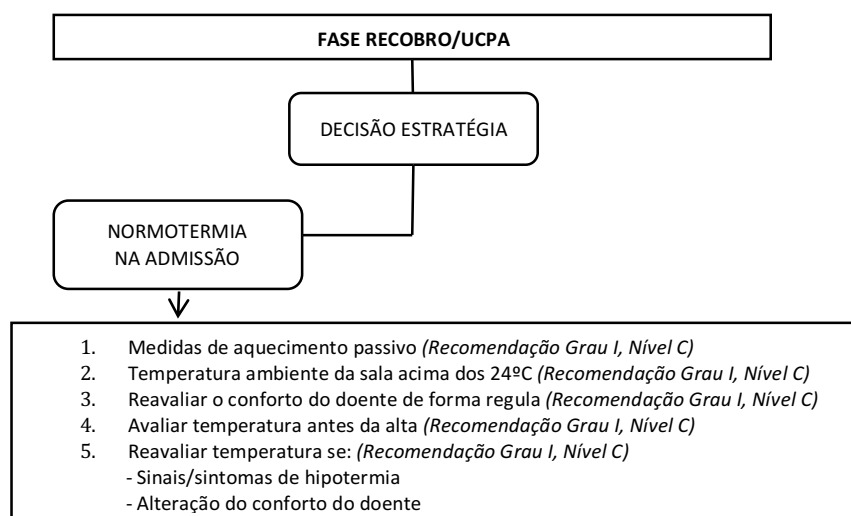 FASE RECOBRO/UCPA
DECISÃO ESTRATÉGIA
NORMOTERMIA
NA ADMISSÃO
1. Medidas de aquecimento passivo (Recomendação Grau I, Nível C)
2. Temperatura ambiente da sala acima dos 24ºC (Recomendação Grau I, Nível C)
3. Reavaliar o conforto do doente de forma regula (Recomendação Grau I, Nível C)
4. Avaliar temperatura antes da alta (Recomendação Grau I, Nível C)
5. Reavaliar temperatura se: (Recomendação Grau I, Nível C)
- Sinais/sintomas de hipotermia
- Alteração do conforto do doente